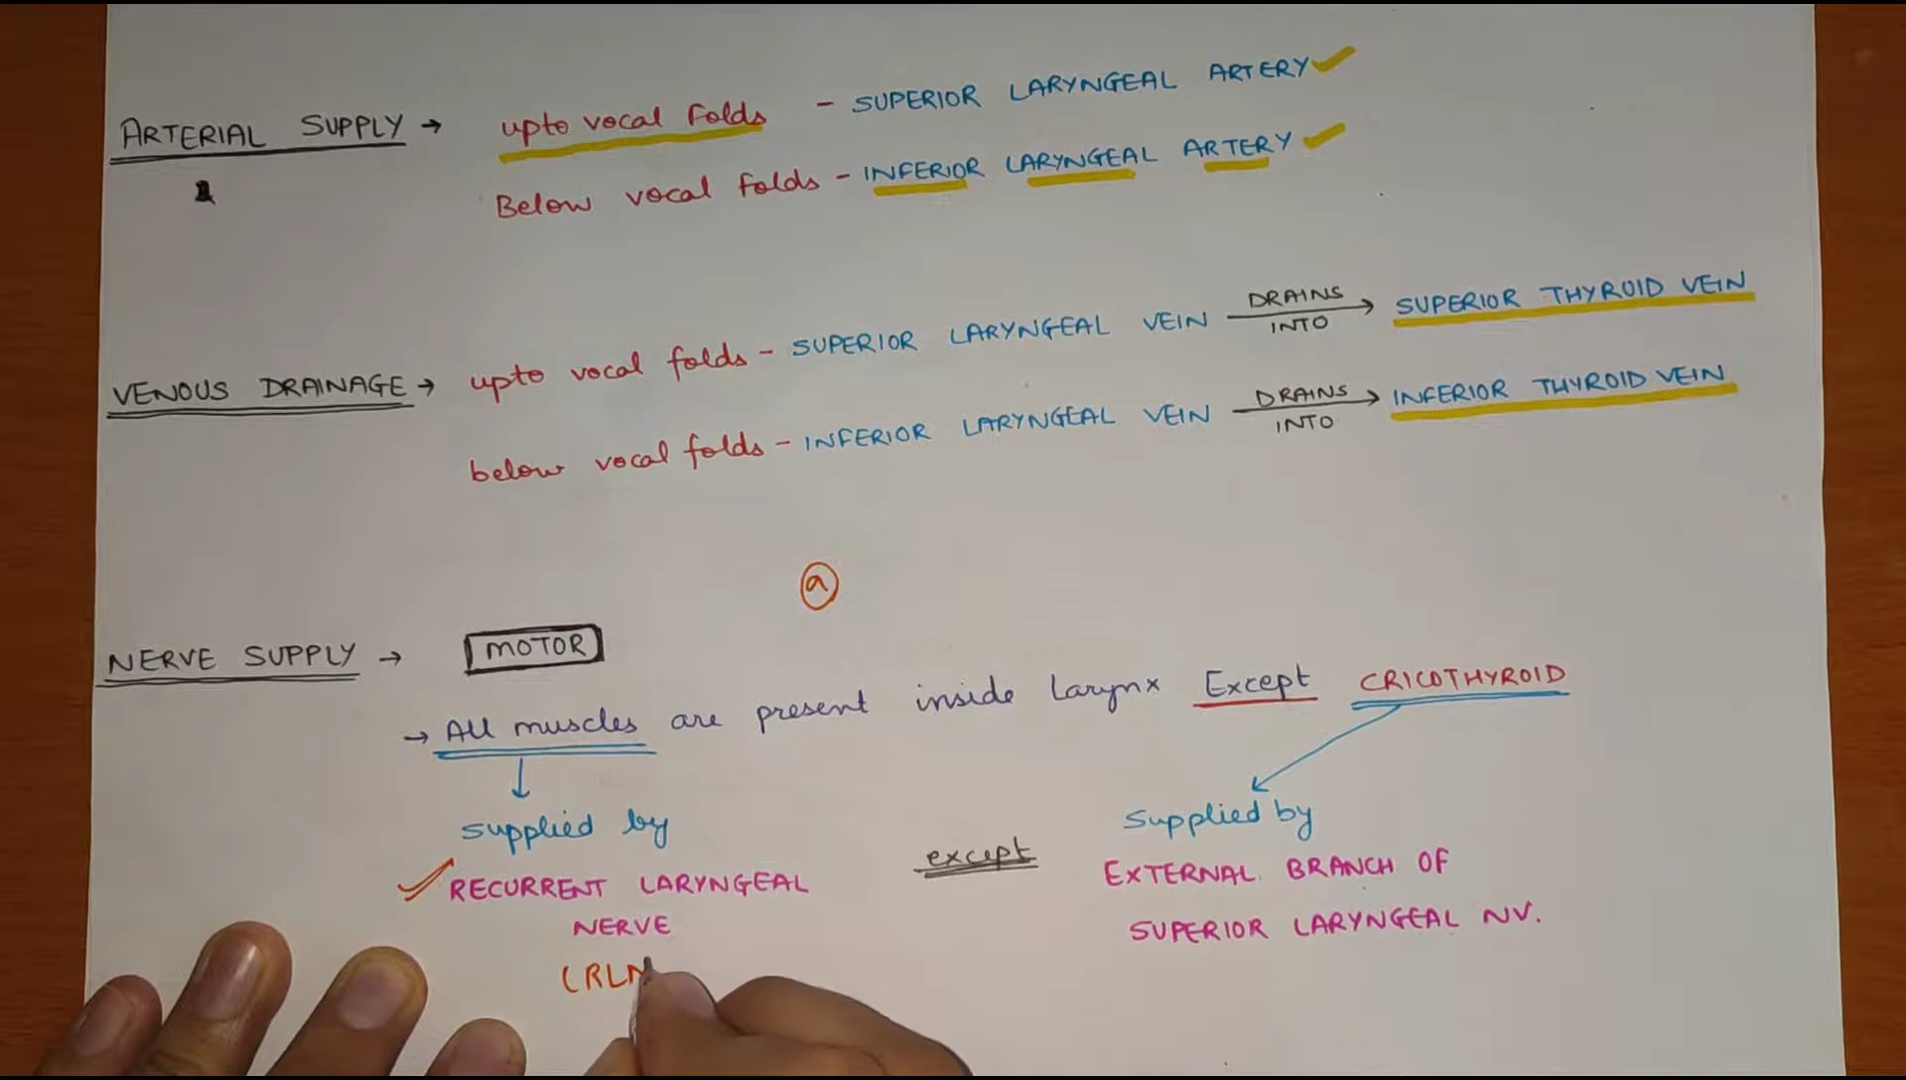 ARTERIAL SUPPLY → upto vocal Folds - SUPERIOR LARYNGEAL ARTERY
Below vocal folds - INFERIOR LARYNGEAL ARTERY
VENOUS DRAINAGE → upto vocal folds - SUPERIOR LARYNGEAL VEIN DRAINS INTO → SUPERIOR THYROID VEIN
below vocal folds - INFERIOR LARYNGEAL VEIN DRAINS INTO → INFERIOR THYROID VEIN
a
NERVE SUPPLY → MOTOR
→ All muscles are present inside Larynx Except CRICOTHYROID
supplied by
RECURRENT LARYNGEAL
NERVE
(RLN
except
Supplied by
EXTERNAL BRANCH OF
SUPERIOR LARYNGEAL NV.